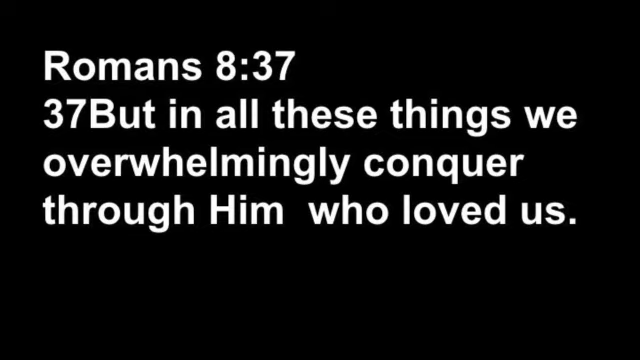 Romans 8:37
37But in all these things we
overwhelmingly conquer
through Him  who loved us.